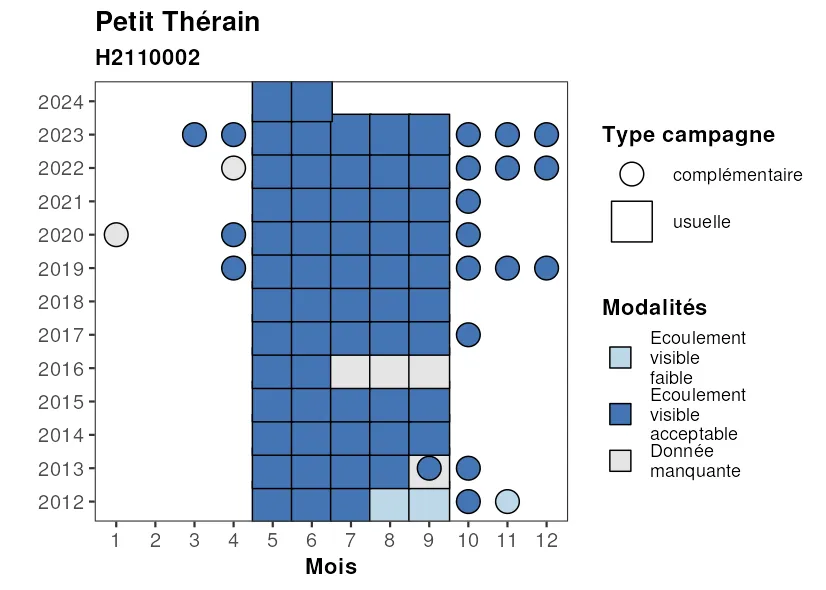 Petit Thérain
H2110002
2024
2023
2022
2021
2020
2019
2018
2017
2016
2015
2014
2013
2012
1 2 3 4 5 6 7 8 9 10 11 12
Mois
Type campagne
complémentaire
usuelle
Modalités
Ecoulement
visible
faible
Ecoulement
visible
acceptable
Donnée
manquante